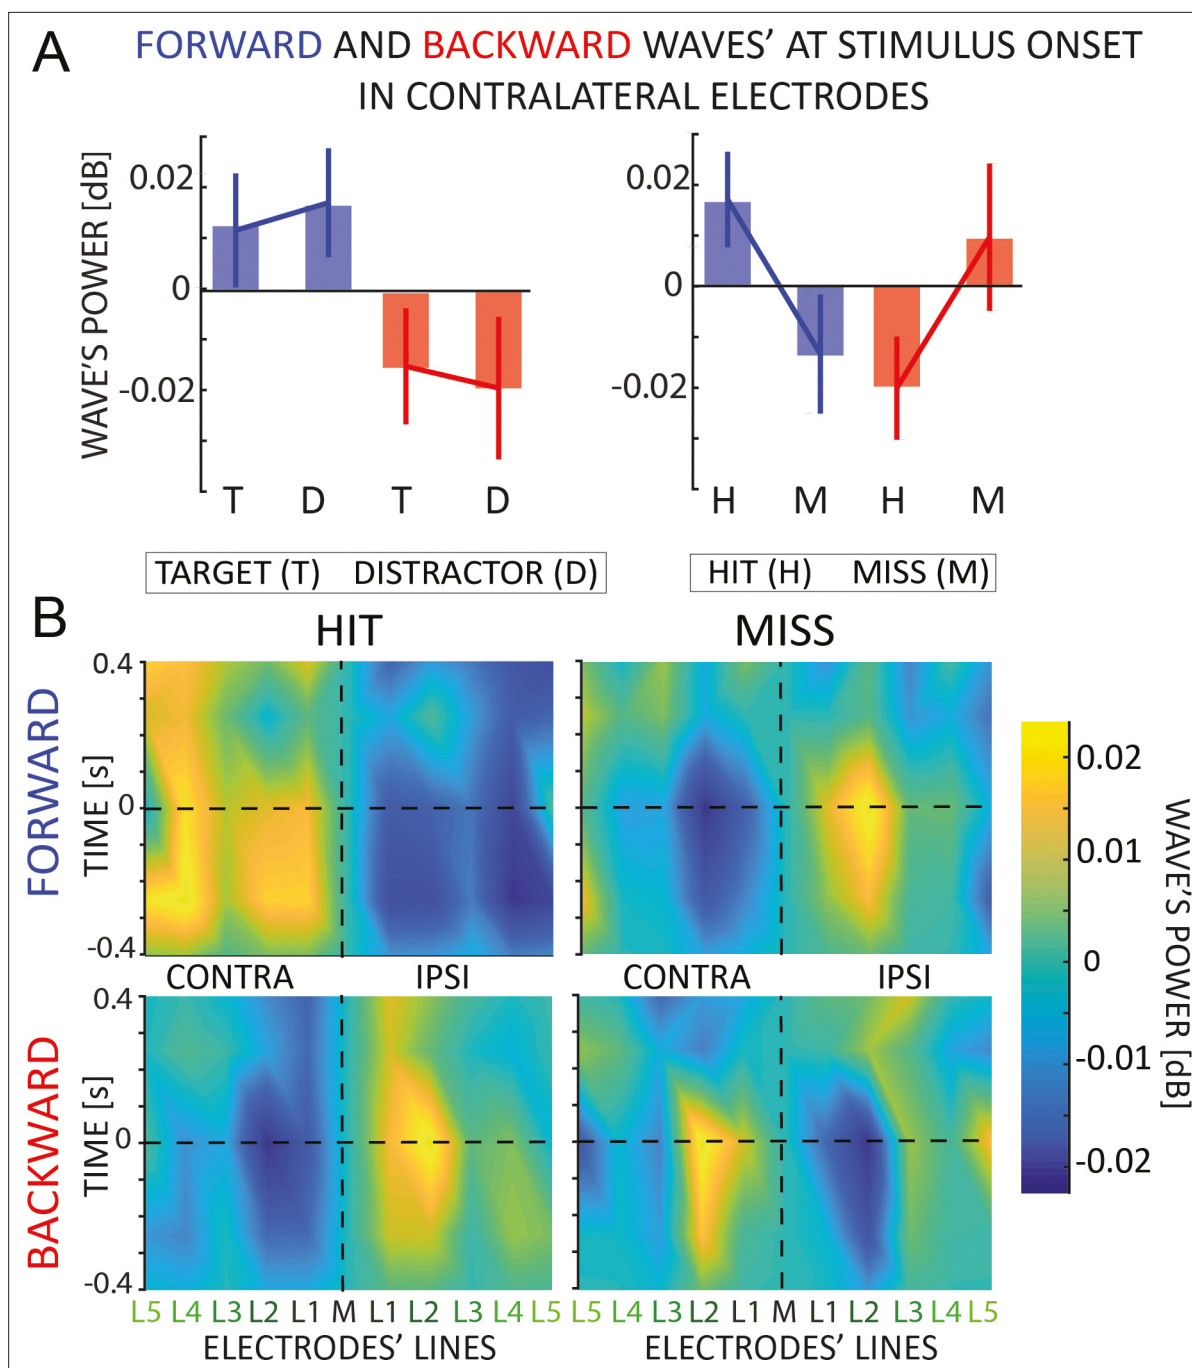 A
FORWARD AND BACKWARD WAVES' AT STIMULUS ONSET
IN CONTRALATERAL ELECTRODES
WAVE'S POWER [dB]
0.02
0
-0.02
T D T D
0.02
0
-0.02
H M H M
TARGET (T) DISTRACTOR (D)
HIT (H) MISS (M)
B
HIT MISS
FORWARD
TIME [s]
0.4
0
-0.4
CONTRA IPSI
CONTRA IPSI
BACKWARD
TIME [s]
0.4
0
-0.4
L5 L4 L3 L2 L1 M L1 L2 L3 L4 L5
L5 L4 L3 L2 L1 M L1 L2 L3 L4 L5
ELECTRODES' LINES
ELECTRODES' LINES
0.02
0.01
0
-0.01
-0.02
WAVE'S POWER [dB]